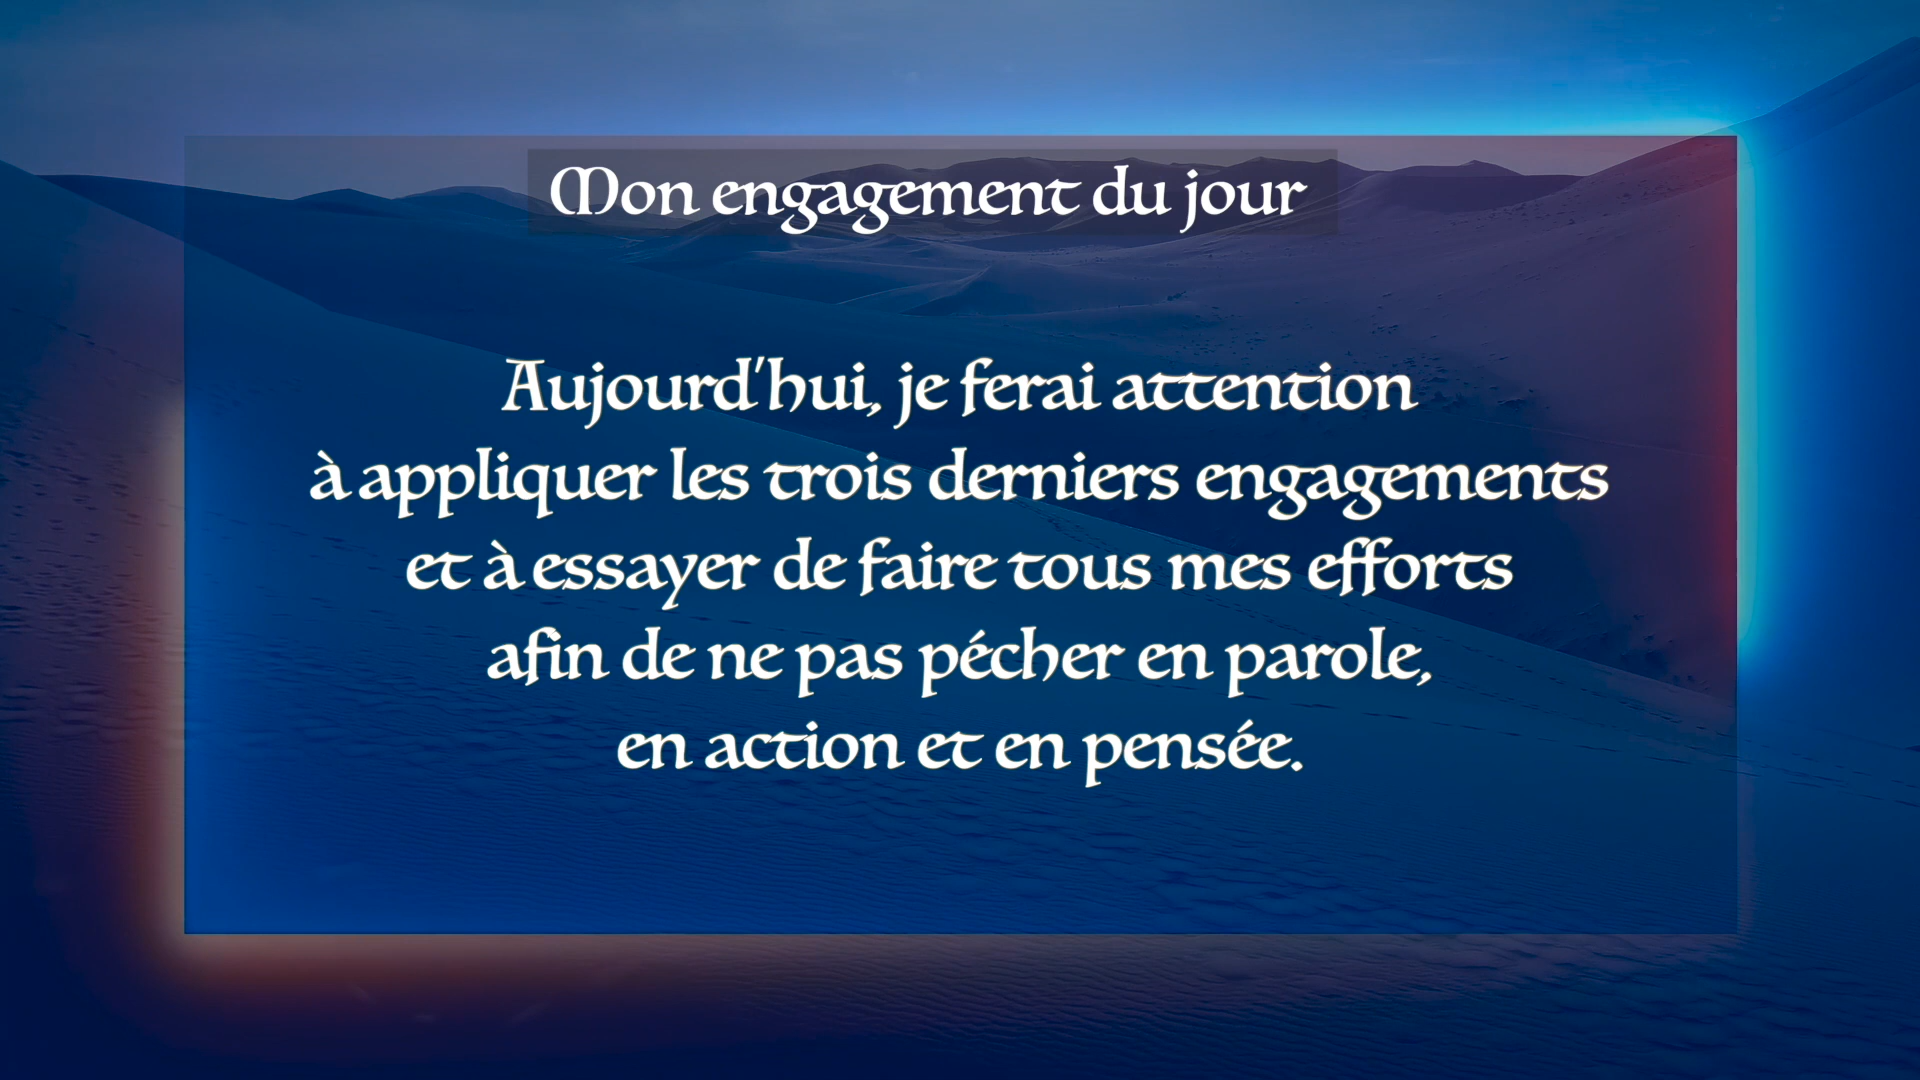 Mon engagement du jour
Aujourd'hui, je ferai attention
à appliquer les trois derniers engagements
et à essayer de faire tous mes efforts
afin de ne pas pécher en parole,
en action et en pensée.